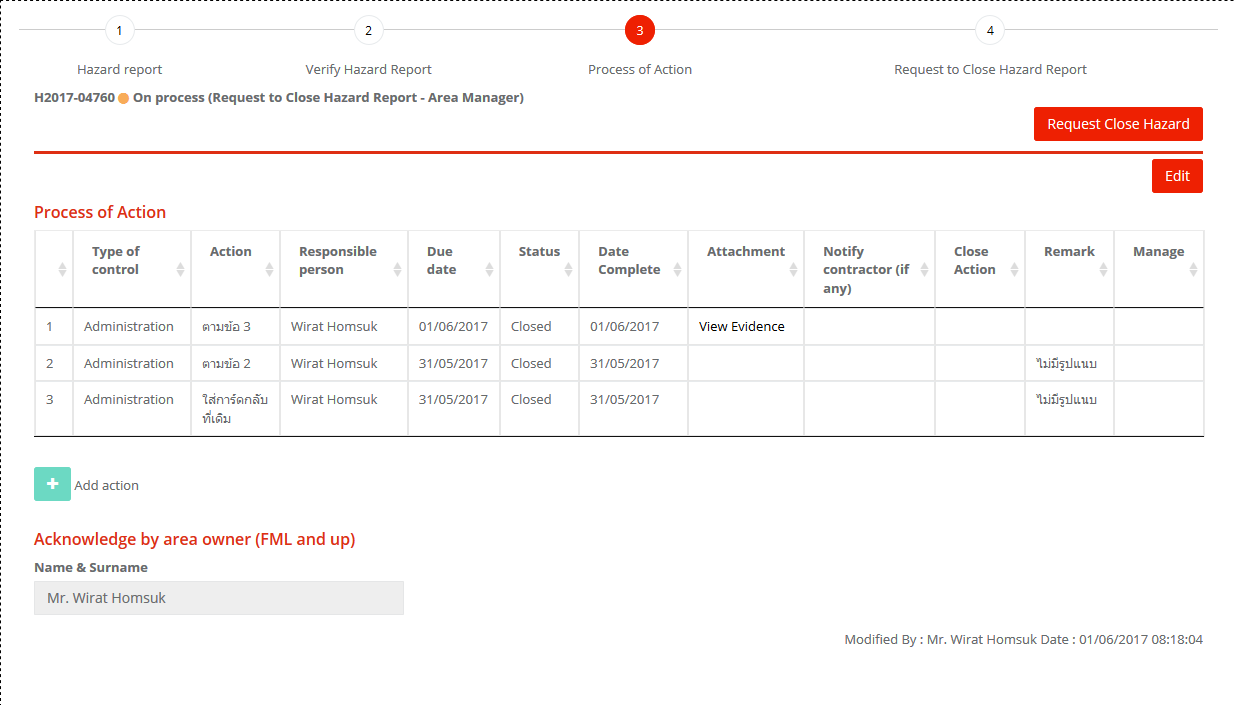 1 2 3 4
Hazard report Verify Hazard Report Process of Action Request to Close Hazard Report
H2017-04760 On process (Request to Close Hazard Report - Area Manager)
Request Close Hazard
Edit
Process of Action
Type of control Action Responsible person Due date Status Date Complete Attachment Notify contractor (if any) Close Action Remark Manage
1 Administration ตามข้อ 3 Wirat Homsuk 01/06/2017 Closed 01/06/2017 View Evidence
2 Administration ตามข้อ 2 Wirat Homsuk 31/05/2017 Closed 31/05/2017 ไม่มีรูปแนบ
3 Administration ใส่การ์ดกลับ Wirat Homsuk 31/05/2017 Closed 31/05/2017 ไม่มีรูปแนบ
ที่เดิม
+ Add action
Acknowledge by area owner (FML and up)
Name & Surname
Mr. Wirat Homsuk
Modified By : Mr. Wirat Homsuk Date : 01/06/2017 08:18:04